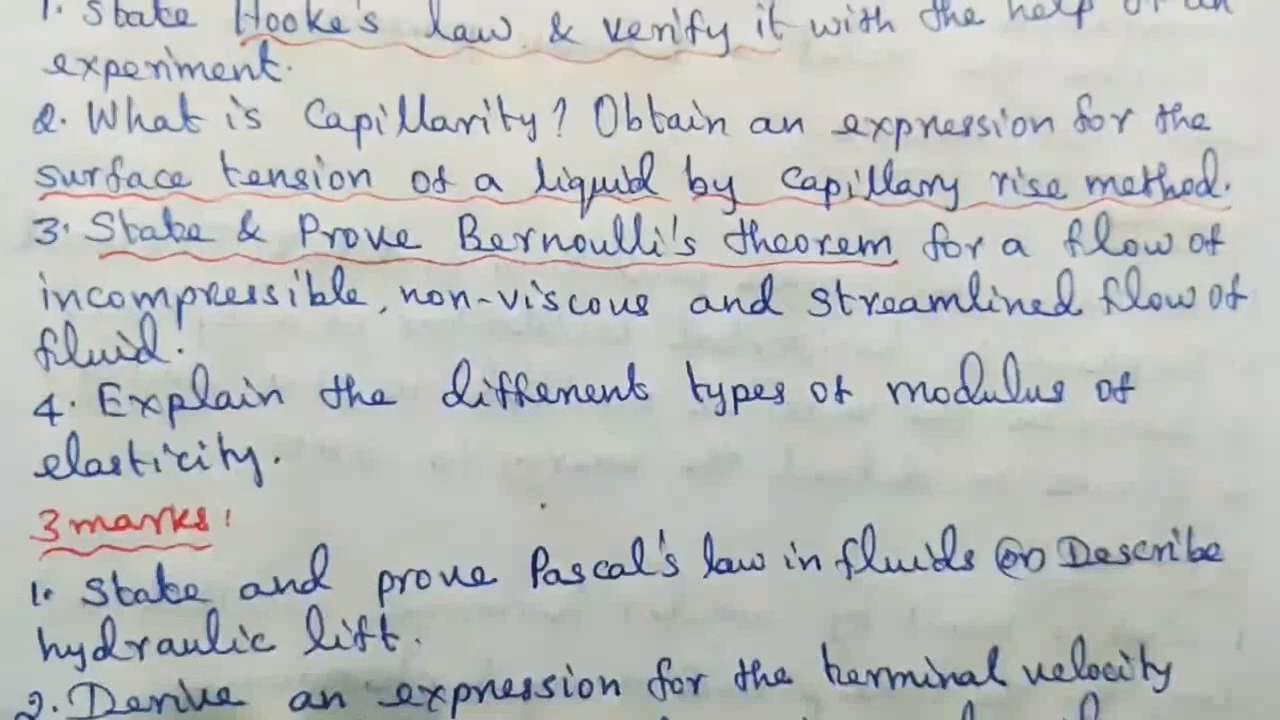 1. State Hooke's law & verify it with the help of an
experiment.
2. What is Capillarity? Obtain an expression for the
surface tension of a liquid by capillary rise method.
3. State & Prove Bernoulli's theorem for a flow of
incompressible, non-viscous and streamlined flow of
fluid.
4. Explain the different types of modulus of
elasticity.
3 marks:
1. State and prove Pascal's law in fluids (or) Describe
hydraulic lift.
2. Derive an expression for the terminal velocity